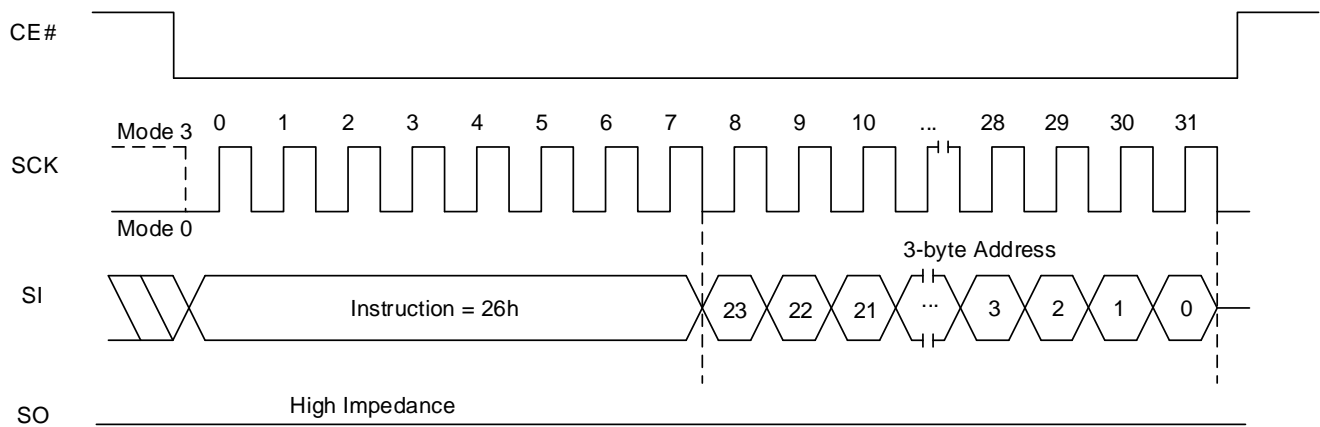 CE#
Mode 3 0 1 2 3 4 5 6 7 8 9 10 ... 28 29 30 31
SCK
Mode 0
3-byte Address
SI Instruction = 26h 23 22 21 ... 3 2 1 0
High Impedance
SO